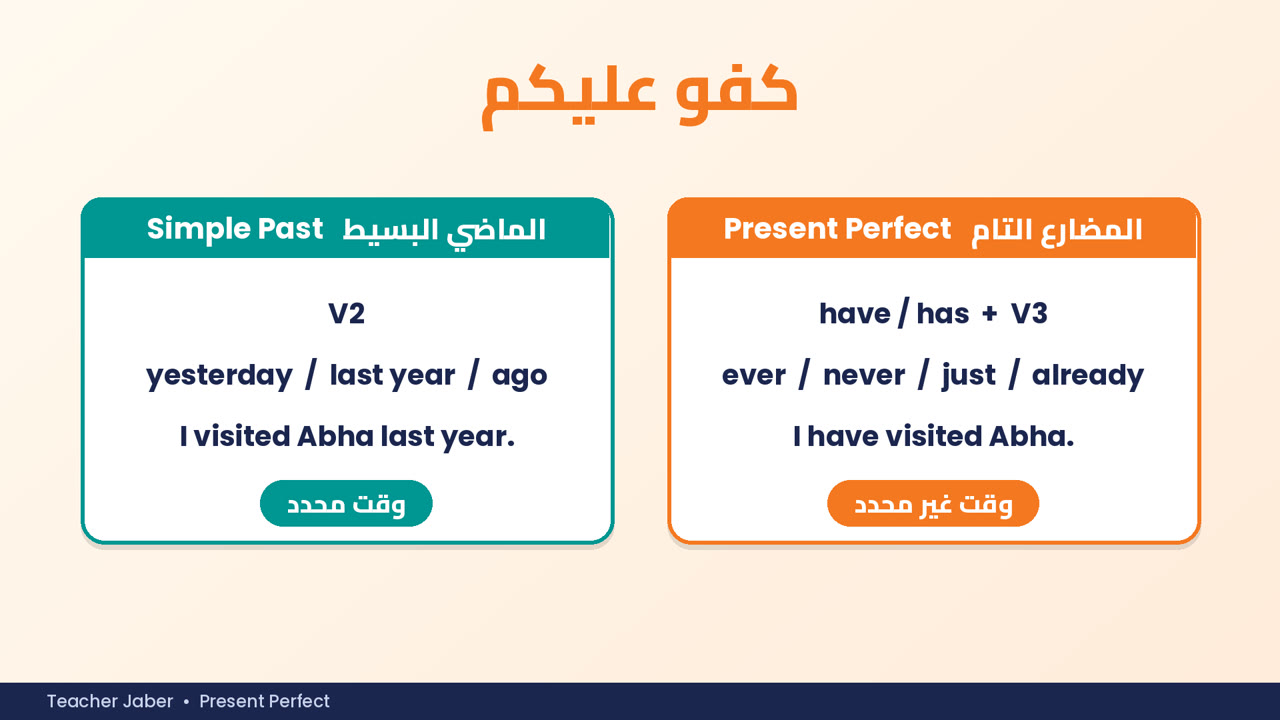 كفو عليكم
Simple Past الماضي البسيط
V2
yesterday / last year / ago
I visited Abha last year.
وقت محدد
Present Perfect المضارع التام
have / has + V3
ever / never / just / already
I have visited Abha.
وقت غير محدد
Teacher Jaber • Present Perfect